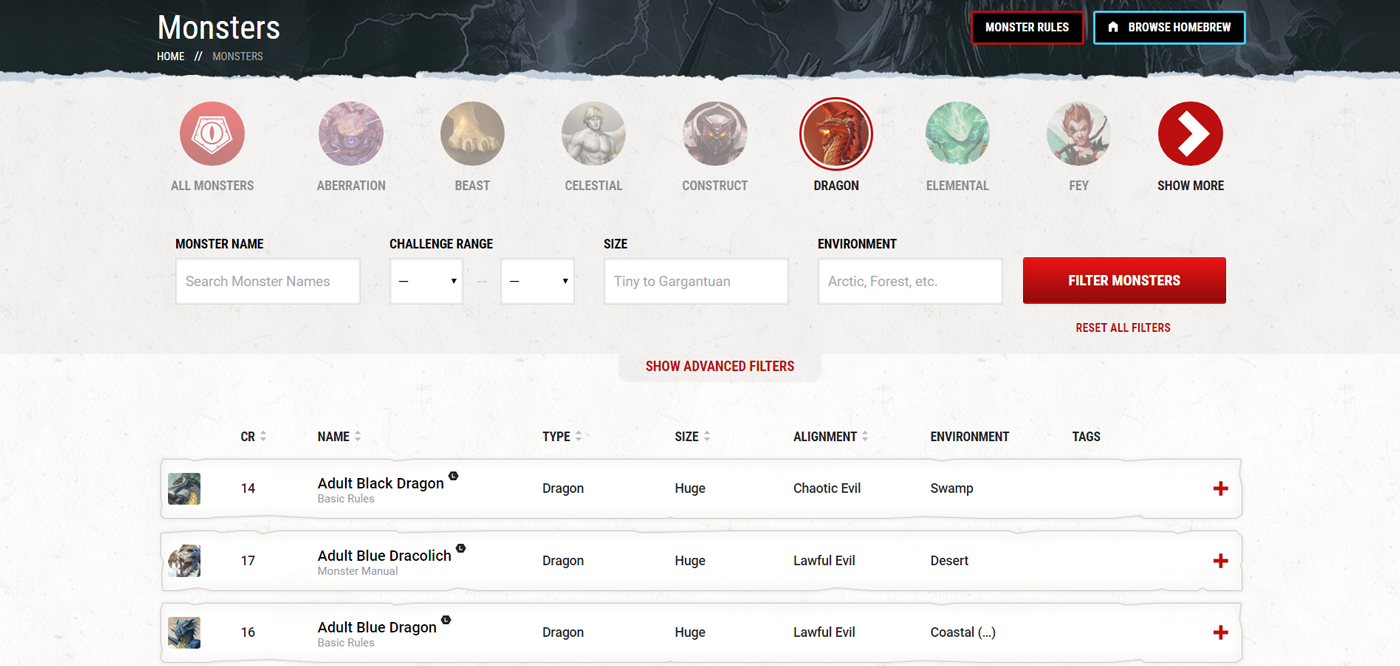 Monsters
MONSTER RULES
BROWSE HOMEBREW
HOME // MONSTERS
ALL MONSTERS
ABERRATION
BEAST
CELESTIAL
CONSTRUCT
DRAGON
ELEMENTAL
FEY
SHOW MORE
MONSTER NAME
CHALLENGE RANGE
SIZE
ENVIRONMENT
Search Monster Names
— -- —
Tiny to Gargantuan
Arctic, Forest, etc.
FILTER MONSTERS
RESET ALL FILTERS
SHOW ADVANCED FILTERS
CR NAME TYPE SIZE ALIGNMENT ENVIRONMENT TAGS
14 Adult Black Dragon L Dragon Huge Chaotic Evil Swamp
Basic Rules
17 Adult Blue Dracolich L Dragon Huge Lawful Evil Desert
Monster Manual
16 Adult Blue Dragon L Dragon Huge Lawful Evil Coastal (...)
Basic Rules